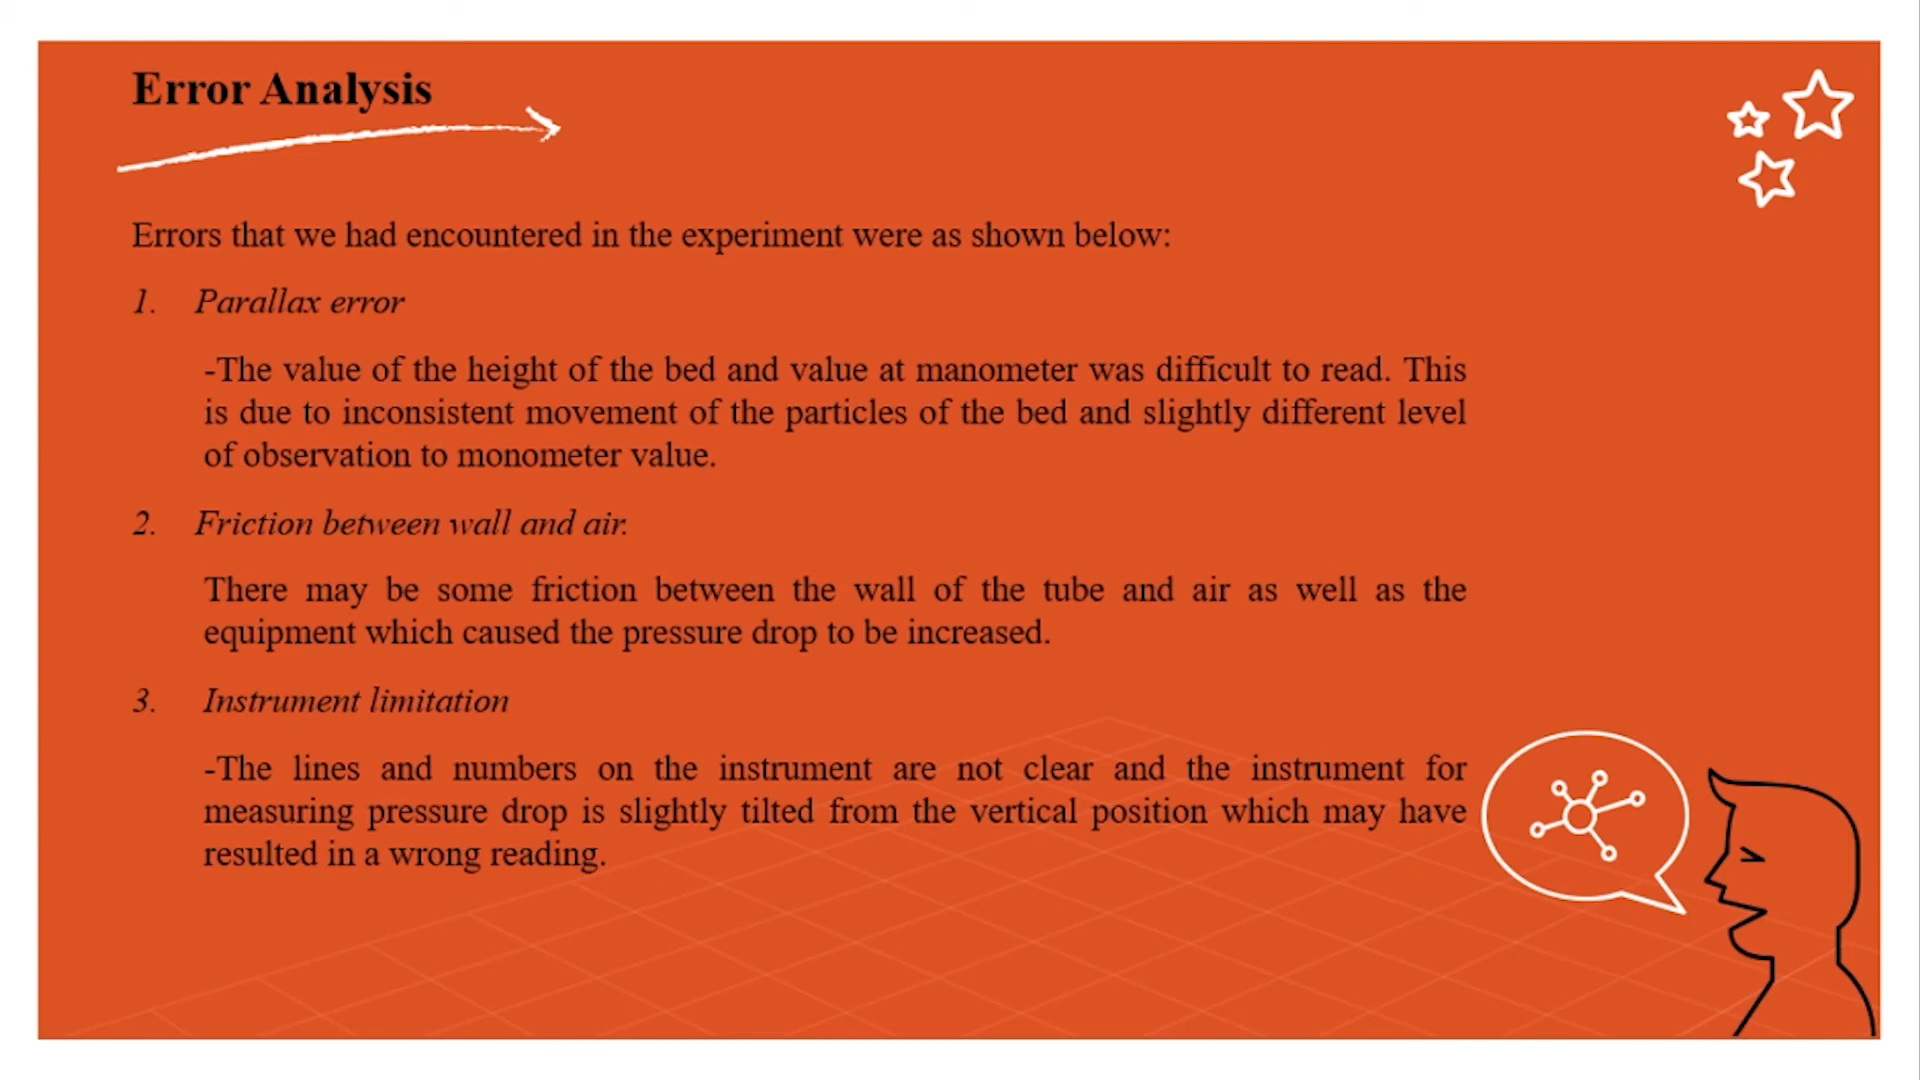 Error Analysis
Errors that we had encountered in the experiment were as shown below:
1. Parallax error
-The value of the height of the bed and value at manometer was difficult to read. This
is due to inconsistent movement of the particles of the bed and slightly different level
of observation to monometer value.
2. Friction between wall and air.
There may be some friction between the wall of the tube and air as well as the
equipment which caused the pressure drop to be increased.
3. Instrument limitation
-The lines and numbers on the instrument are not clear and the instrument for
measuring pressure drop is slightly tilted from the vertical position which may have
resulted in a wrong reading.